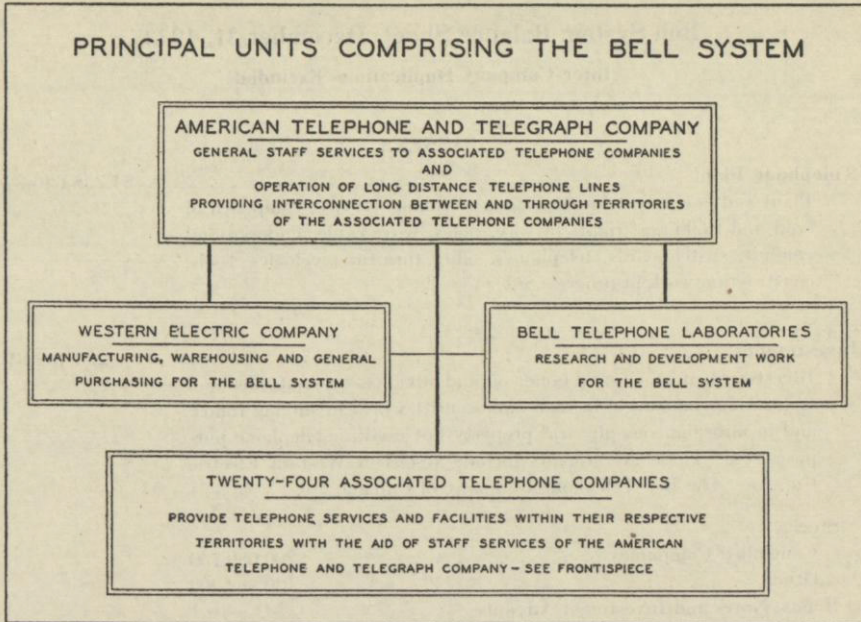 PRINCIPAL UNITS COMPRISING THE BELL SYSTEM
AMERICAN TELEPHONE AND TELEGRAPH COMPANY
GENERAL STAFF SERVICES TO ASSOCIATED TELEPHONE COMPANIES
AND
OPERATION OF LONG DISTANCE TELEPHONE LINES
PROVIDING INTERCONNECTION BETWEEN AND THROUGH TERRITORIES
OF THE ASSOCIATED TELEPHONE COMPANIES
WESTERN ELECTRIC COMPANY
MANUFACTURING, WAREHOUSING AND GENERAL
PURCHASING FOR THE BELL SYSTEM
BELL TELEPHONE LABORATORIES
RESEARCH AND DEVELOPMENT WORK
FOR THE BELL SYSTEM
TWENTY-FOUR ASSOCIATED TELEPHONE COMPANIES
PROVIDE TELEPHONE SERVICES AND FACILITIES WITHIN THEIR RESPECTIVE
TERRITORIES WITH THE AID OF STAFF SERVICES OF THE AMERICAN
TELEPHONE AND TELEGRAPH COMPANY – SEE FRONTISPIECE